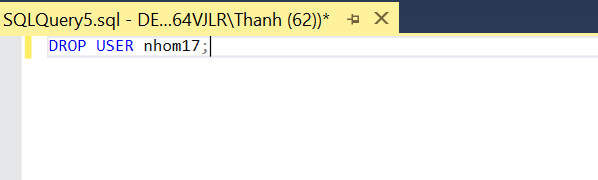 SQLQuery5.sql - DE...64VJLR\Thanh (62))*
DROP USER nhom17;